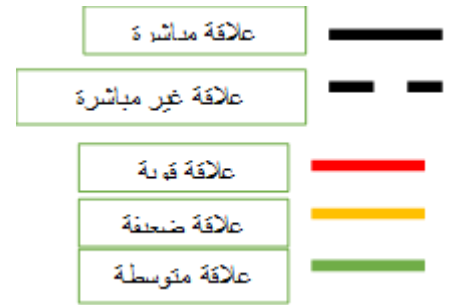 علاقة مباشرة
علاقة غير مباشرة
علاقة قوية
علاقة ضعيفة
علاقة متوسطة